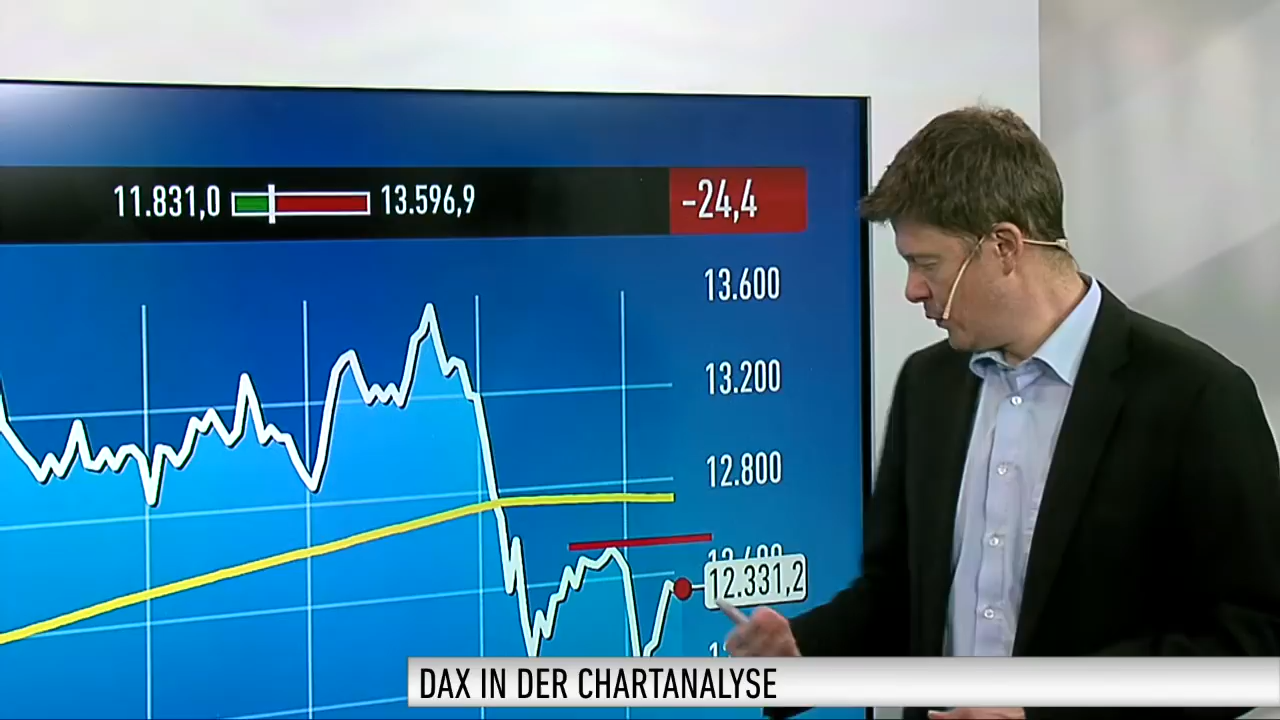 11.831,0 13.596,9 -24,4
13.600
13.200
12.800
12.331,2
DAX IN DER CHARTANALYSE